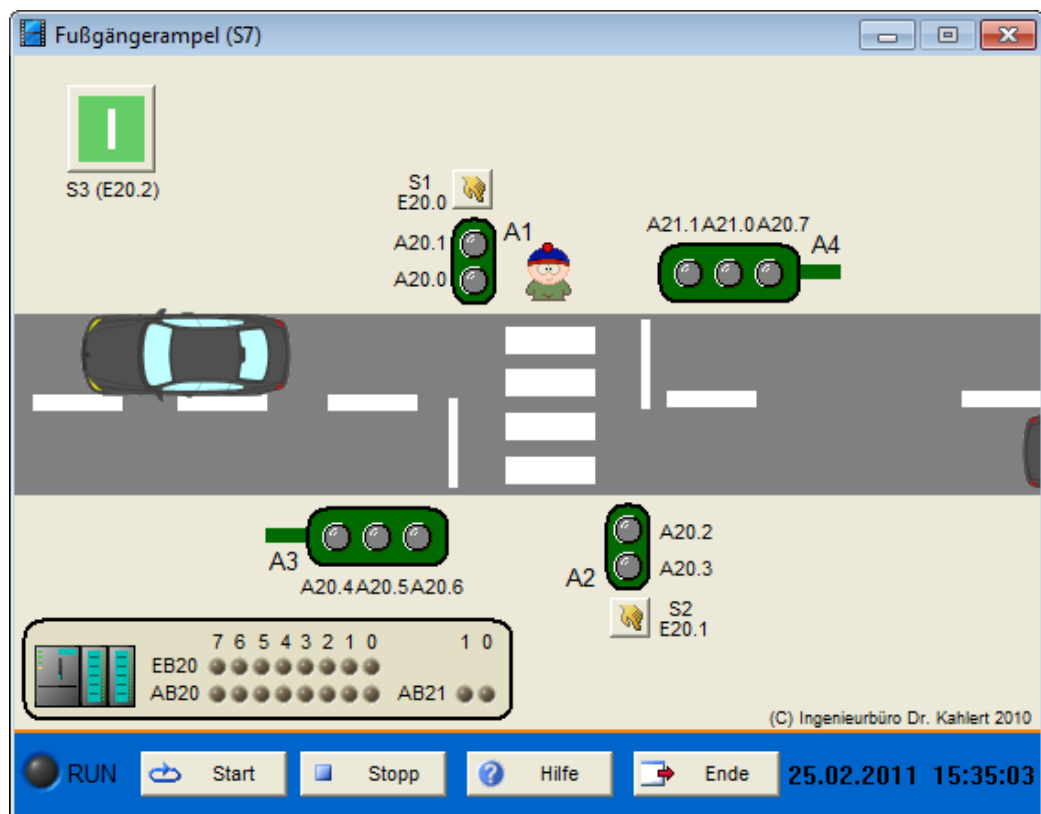 Fußgängerampel (S7)
S3 (E20.2)
S1
E20.0
A20.1
A20.0
A1
A21.1 A21.0 A20.7
A4
A3
A20.4 A20.5 A20.6
A2
A20.2
A20.3
S2
E20.1
7 6 5 4 3 2 1 0 1 0
EB20
AB20 AB21
(C) Ingenieurbüro Dr. Kahlert 2010
RUN Start Stopp Hilfe Ende 25.02.2011 15:35:03